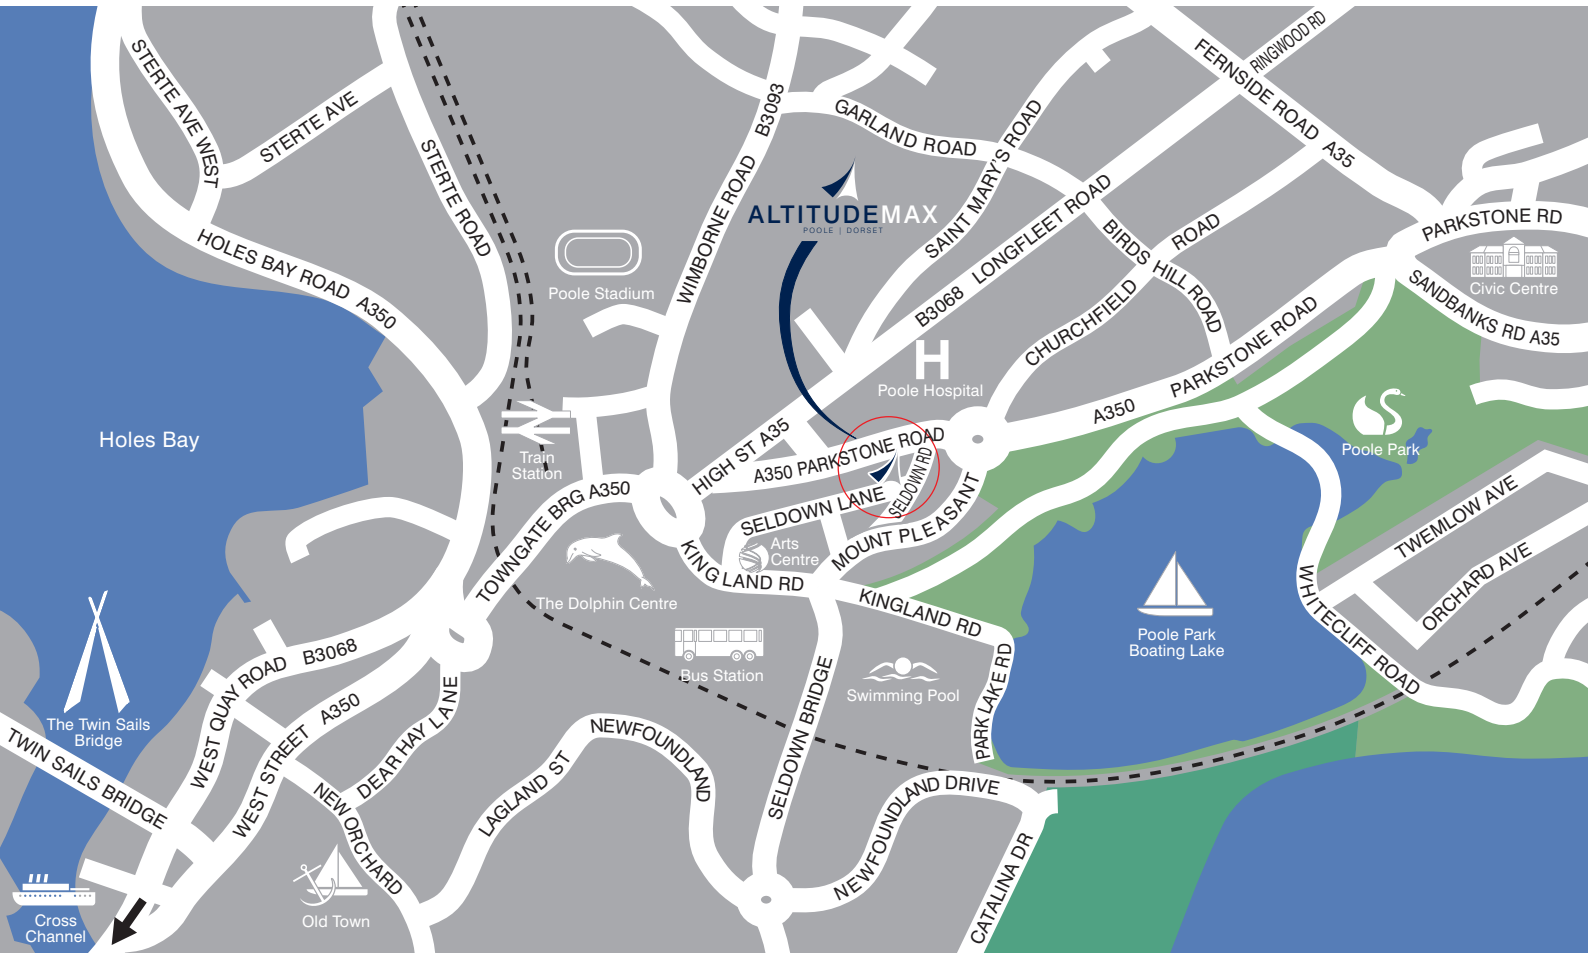 STERTE AVE WEST
STERTE AVE
STERTE ROAD
HOLES BAY ROAD A350
WIMBORNE ROAD B3093
GARLAND ROAD
SAINT MARY'S ROAD
FERNSIDE ROAD A35
RINGWOOD RD
B3068 LONGFLEET ROAD
BIRDS HILL ROAD
CHURCHFIELD ROAD
PARKSTONE RD
Civic Centre
SANDBANKS RD A35
A350 PARKSTONE ROAD
ALTITUDEMAX
POOLE | DORSET
Poole Stadium
H
Poole Hospital
HIGH ST A35
A350 PARKSTONE ROAD
SELDOWN RD
SELDOWN LANE
MOUNT PLEASANT
Holes Bay
Train
Station
TOWNGATE BRG A350
Arts
Centre
KINGLAND RD
KINGLAND RD
The Dolphin Centre
Bus Station
Swimming Pool
PARK LAKE RD
Poole Park
Poole Park
Boating Lake
TWEMLOW AVE
ORCHARD AVE
WHITECLIFF ROAD
WEST QUAY ROAD B3068
WEST STREET A350
DEAR HAY LANE
The Twin Sails
Bridge
TWIN SAILS BRIDGE
NEW ORCHARD
LAGLAND ST
NEWFOUNDLAND
SELDOWN BRIDGE
NEWFOUNDLAND DRIVE
CATALINA DR
Old Town
Cross
Channel